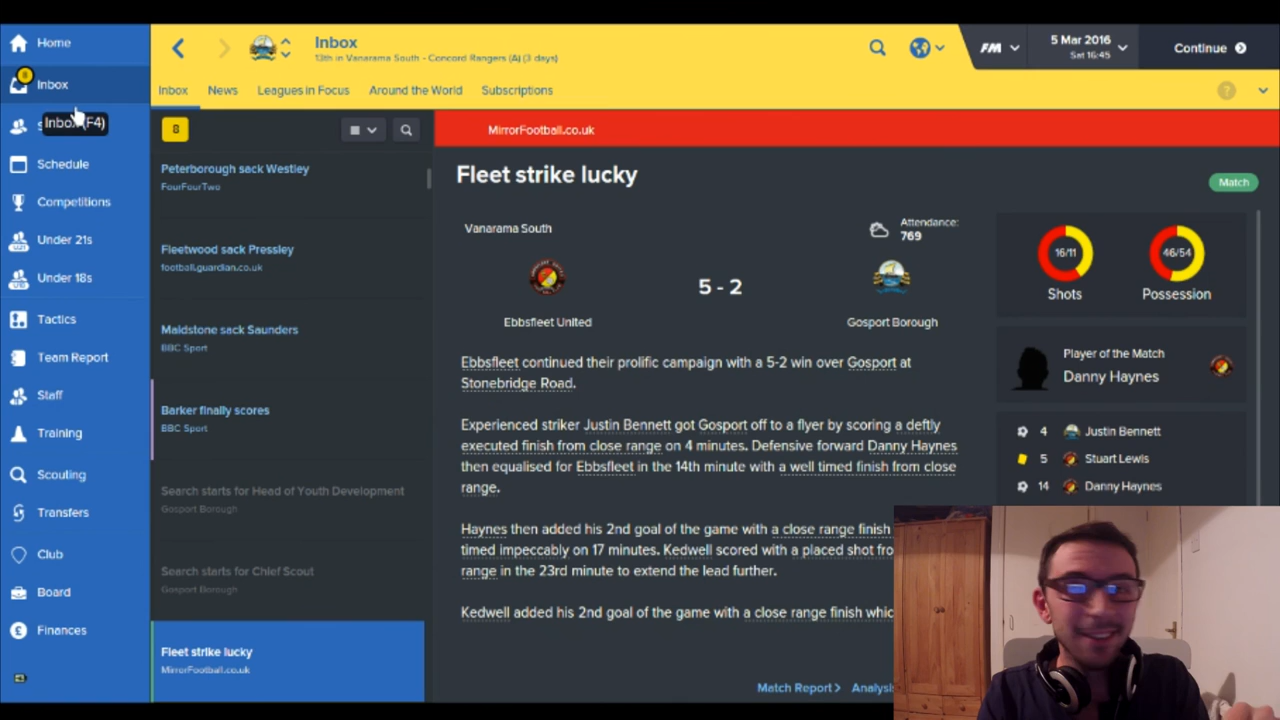 Home
Inbox
8
Inbox (F4)
Schedule
Competitions
Under 21s
Under 18s
Tactics
Team Report
Staff
Training
Scouting
Transfers
Club
Board
Finances
Inbox
13th in Vanarama South - Concord Rangers (A) (3 days)
FM
5 Mar 2016
Sat 16:45
Continue
Inbox News Leagues in Focus Around the World Subscriptions
?
8
Peterborough sack Westley
FourFourTwo
Fleetwood sack Pressley
football.guardian.co.uk
Maidstone sack Saunders
BBC Sport
Barker finally scores
BBC Sport
Search starts for Head of Youth Development
Gosport Borough
Search starts for Chief Scout
Gosport Borough
Fleet strike lucky
MirrorFootball.co.uk
MirrorFootball.co.uk
Fleet strike lucky
Match
Vanarama South
Attendance:
769
5 - 2
Ebbsfleet United
Gosport Borough
Ebbsfleet continued their prolific campaign with a 5-2 win over Gosport at
Stonebridge Road.
Experienced striker Justin Bennett got Gosport off to a flyer by scoring a deftly
executed finish from close range on 4 minutes. Defensive forward Danny Haynes
then equalised for Ebbsfleet in the 14th minute with a well timed finish from close
range.
Haynes then added his 2nd goal of the game with a close range finish
timed impeccably on 17 minutes. Kedwell scored with a placed shot fro
range in the 23rd minute to extend the lead further.
Kedwell added his 2nd goal of the game with a close range finish whic
Match Report Analysis
16/11
Shots
46/54
Possession
Player of the Match
Danny Haynes
4 Justin Bennett
5 Stuart Lewis
14 Danny Haynes